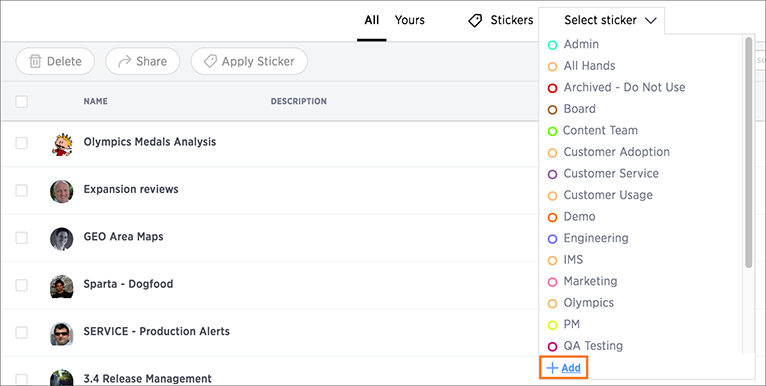 All Yours Stickers Select sticker
Delete Share Apply Sticker
NAME DESCRIPTION
Olympics Medals Analysis
Expansion reviews
GEO Area Maps
Sparta - Dogfood
SERVICE - Production Alerts
3.4 Release Management
Admin
All Hands
Archived - Do Not Use
Board
Content Team
Customer Adoption
Customer Service
Customer Usage
Demo
Engineering
IMS
Marketing
Olympics
PM
QA Testing
+ Add